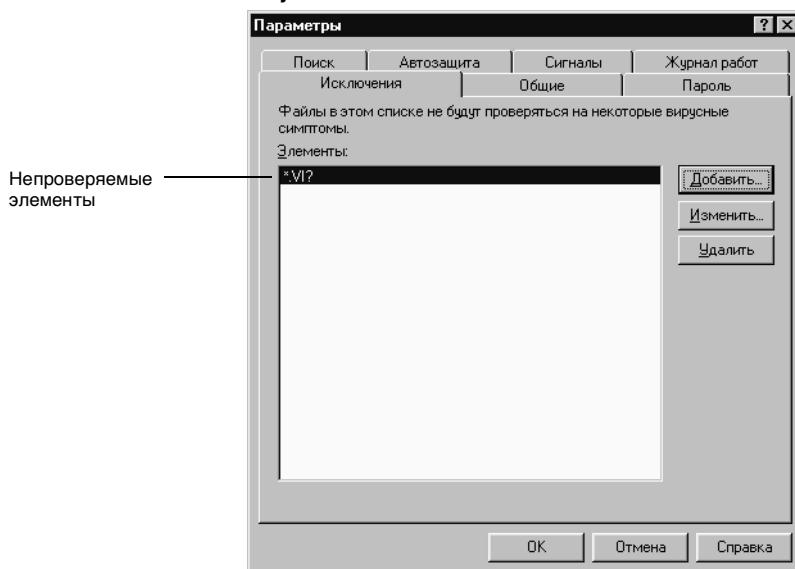 Параметры
Поиск Автозащита Сигналы Журнал работ
Исключения Общие Пароль
Файлы в этом списке не будут проверяться на некоторые вирусные
симптомы.
Элементы:
Непроверяемые
элементы
*.VI?
Добавить...
Изменить...
Удалить
OK Отмена Справка